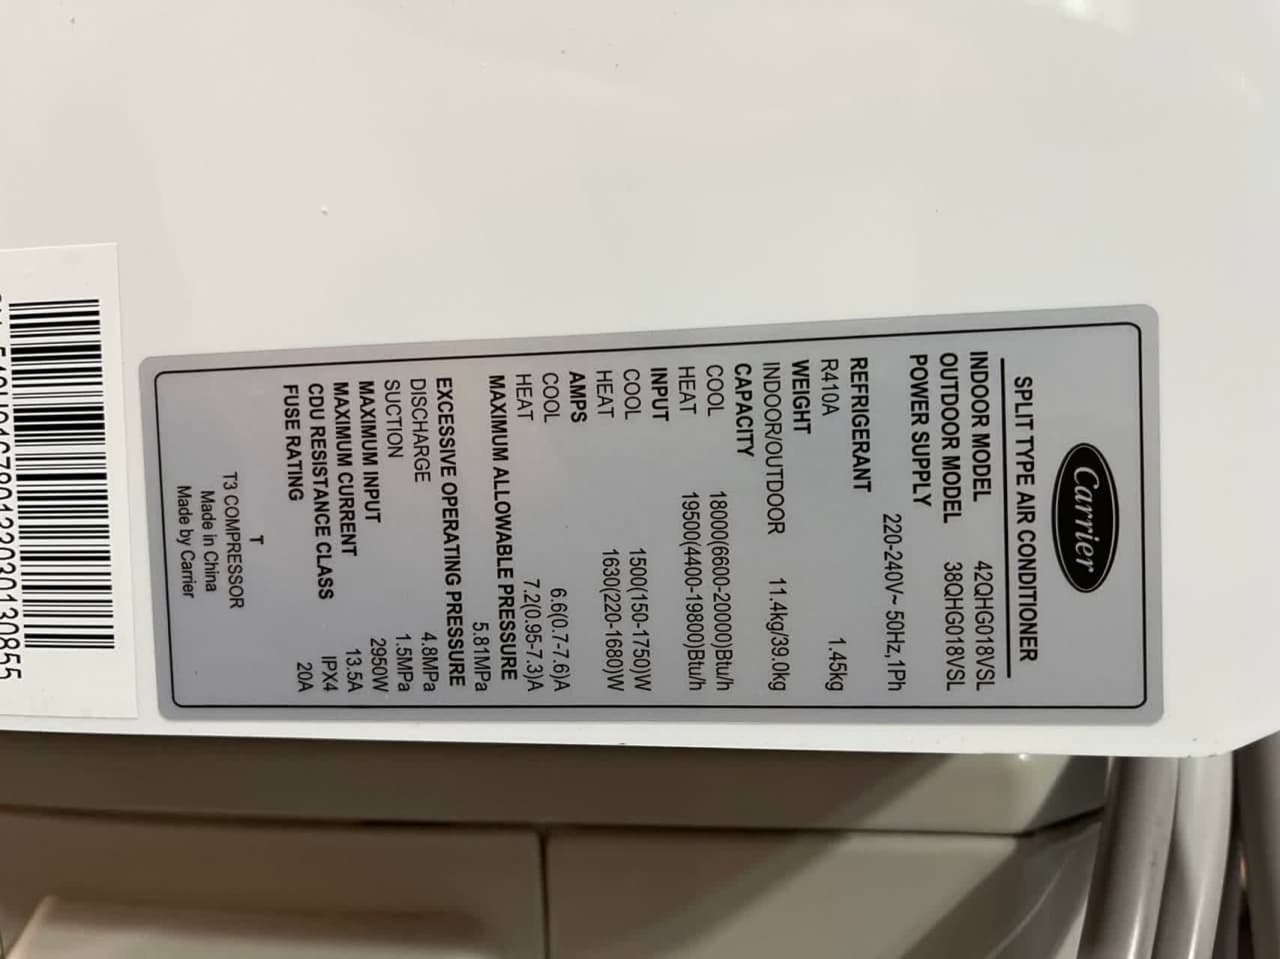 Carrier
SPLIT TYPE AIR CONDITIONER
INDOOR MODEL 42QHG018VSL
OUTDOOR MODEL 38QHG018VSL
POWER SUPPLY
220-240V~ 50Hz,1Ph
REFRIGERANT
R410A 1.45kg
WEIGHT
INDOOR/OUTDOOR 11.4kg/39.0kg
CAPACITY
COOL 18000(6600-20000)Btu/h
HEAT 19500(4400-19800)Btu/h
INPUT
COOL 1500(150-1750)W
HEAT 1630(220-1680)W
AMPS
COOL 6.6(0.7-7.6)A
HEAT 7.2(0.95-7.3)A
MAXIMUM ALLOWABLE PRESSURE
5.81MPa
EXCESSIVE OPERATING PRESSURE
DISCHARGE 4.8MPa
SUCTION 1.5MPa
MAXIMUM INPUT 2950W
MAXIMUM CURRENT 13.5A
CDU RESISTANCE CLASS IPX4
FUSE RATING 20A
T
T3 COMPRESSOR
Made in China
Made by Carrier